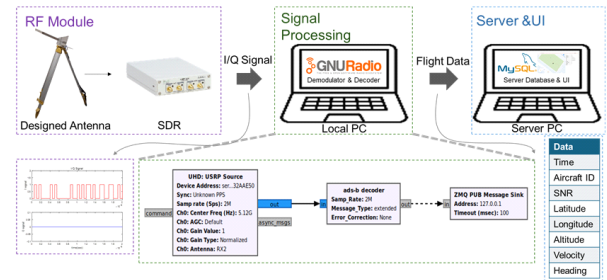 RF Module
Signal
Processing
Server &UI
I/Q Signal
Flight Data
GNURadio
Demodulator & Decoder
MySQL
Server Database & UI
Designed Antenna
SDR
Local PC
Server PC
UHD: USRP Source
Device Address: ser...32AAE50
Sync: Unknown PPS
Samp rate (Sps): 2M
Ch0: Center Freq (Hz): 5.12G
Ch0: AGC: Default
Ch0: Gain Value: 1
Ch0: Gain Type: Normalized
Ch0: Antenna: RX2
command
out
async_msgs
ads-b decoder
Samp_Rate: 2M
Message_Type: extended
Error_Correction: None
in
out
ZMQ PUB Message Sink
Address: 127.0.0.1
Timeout (msec): 100
in
Data
Time
Aircraft ID
SNR
Latitude
Longitude
Altitude
Velocity
Heading